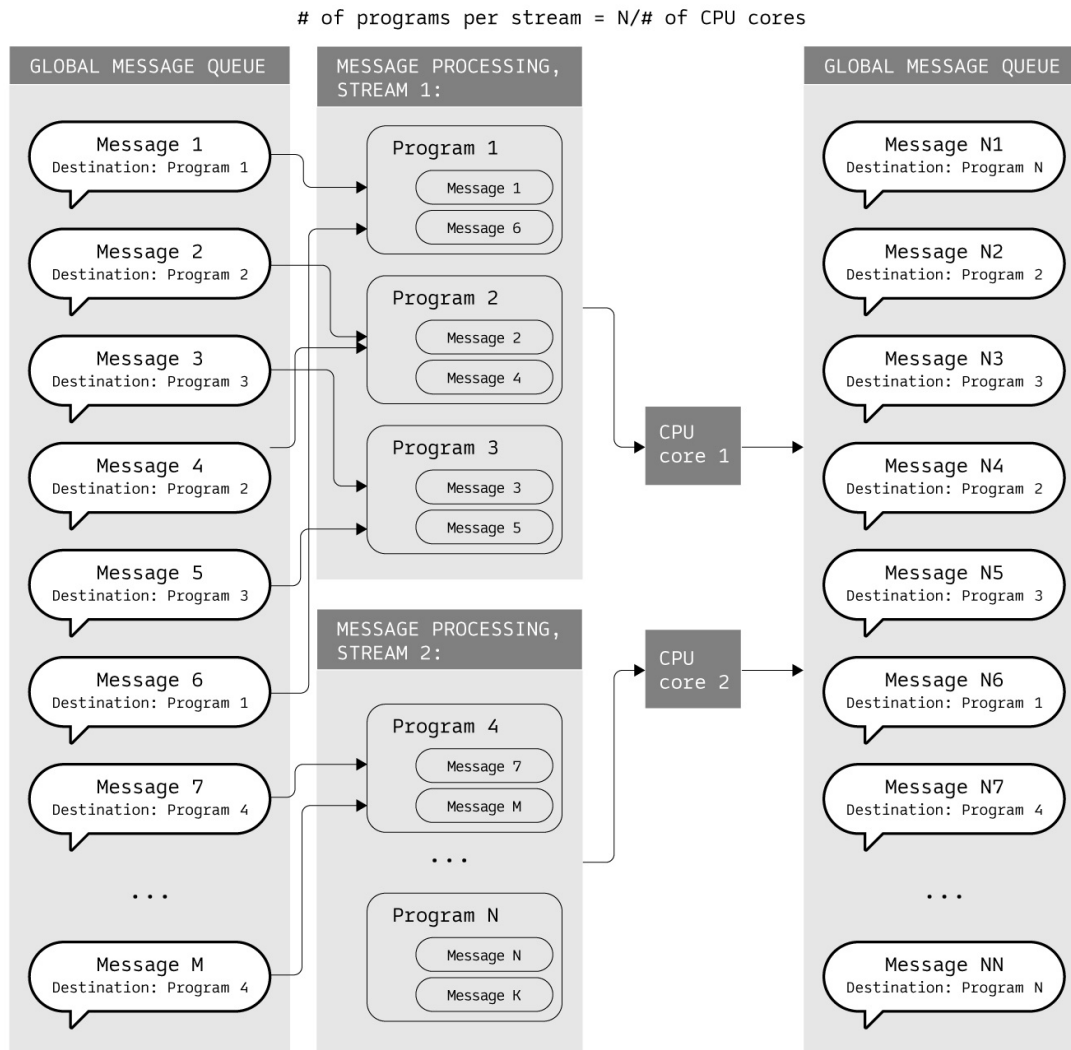 # of programs per stream = N/# of CPU cores
GLOBAL MESSAGE QUEUE
Message 1
Destination: Program 1
Message 2
Destination: Program 2
Message 3
Destination: Program 3
Message 4
Destination: Program 2
Message 5
Destination: Program 3
Message 6
Destination: Program 1
Message 7
Destination: Program 4
...
Message M
Destination: Program 4
MESSAGE PROCESSING,
STREAM 1:
Program 1
Message 1
Message 6
Program 2
Message 2
Message 4
Program 3
Message 3
Message 5
MESSAGE PROCESSING,
STREAM 2:
Program 4
Message 7
Message M
...
Program N
Message N
Message K
CPU
core 1
CPU
core 2
GLOBAL MESSAGE QUEUE
Message N1
Destination: Program N
Message N2
Destination: Program 2
Message N3
Destination: Program 3
Message N4
Destination: Program 2
Message N5
Destination: Program 3
Message N6
Destination: Program 1
Message N7
Destination: Program 4
...
Message NN
Destination: Program N